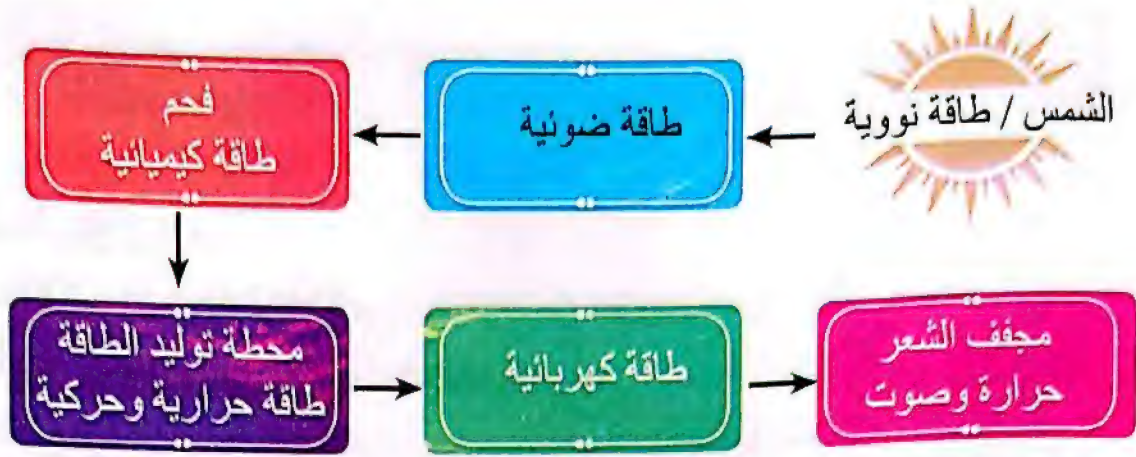 الشمس / طاقة نووية
طاقة ضوئية
فحم
طاقة كيميائية
محطة توليد الطاقة
طاقة حرارية وحركية
طاقة كهربائية
مجفف الشعر
حرارة وصوت